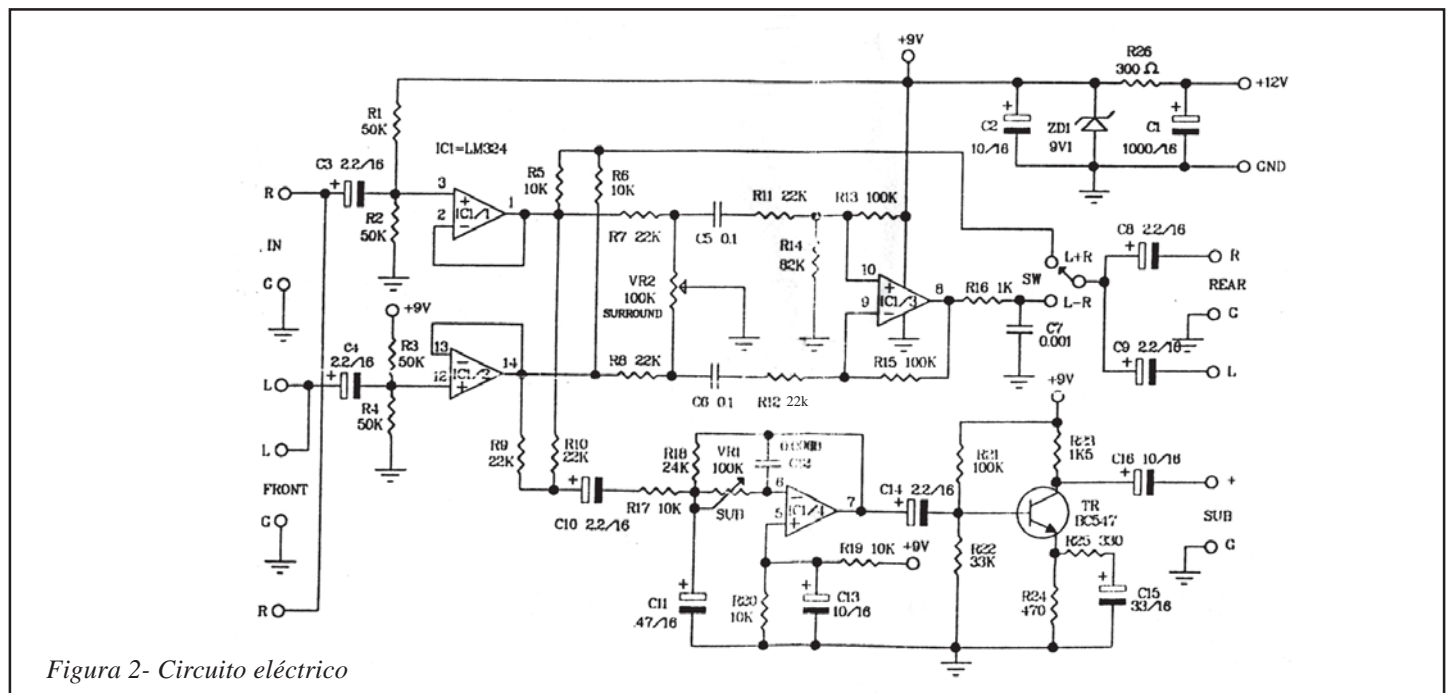 +9V
R26
300 Ω
+12V
R1
50K
C3 2.2/16
IC1=LM324
R5
10K
R6
10K
C2
10/16
ZD1
9V1
C1
1000/16
GND
R
3
2
1
IC1/1
R2
50K
IN
G
R7 22K
C5 0.1
R11 22K
R13 100K
R14
82K
VR2
100K
SURROUND
10
9
8
IC1/3
R16 1K
L+R
SW
L-R
C7
0.001
C8 2.2/16
R
REAR
G
C9
L
+9V
C4
2.2/16
R3
50K
13
12
14
IC1/2
L
R4
50K
R8 22K
C6 0.1
R12 22k
R15 100K
L
FRONT
G
R
R9
22K
R10
22K
C10 2.2/16
R17 10K
R18
24K
VR1
100K
SUB
6
5
7
IC1/4
C14 2.2/16
R19 10K
+9V
C11
.47/16
R20
10K
C13
10/16
+9V
R21
100K
R22
33K
R23
1K5
TR
BC547
R25 330
R24
470
C15
33/16
C16 10/16
+
SUB
G
Figura 2- Circuito eléctrico